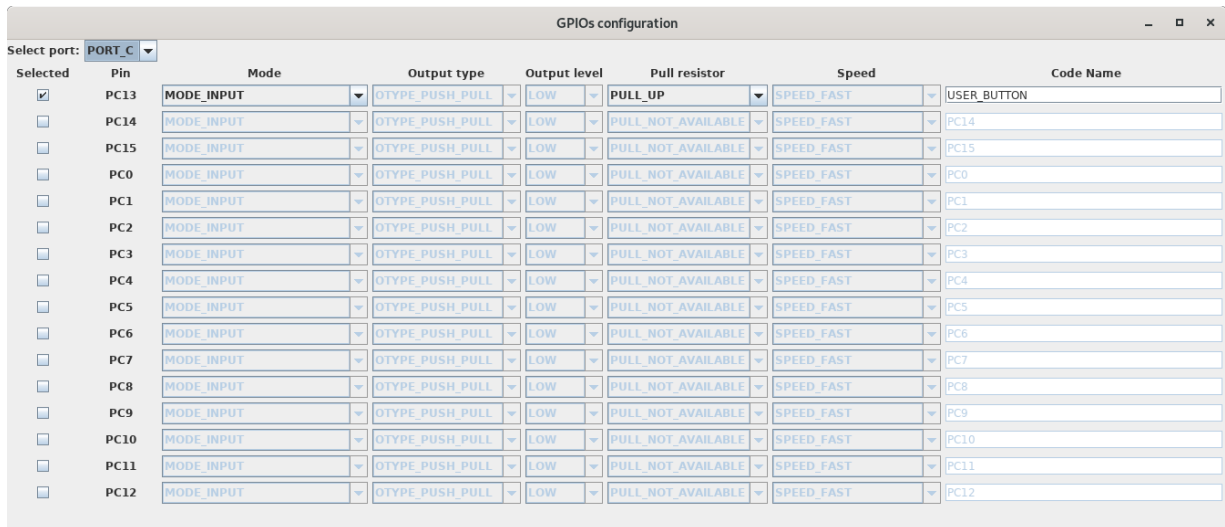 GPIOs configuration
Select port: PORT_C
Selected Pin Mode Output type Output level Pull resistor Speed Code Name
PC13 MODE_INPUT OTYPE_PUSH_PULL LOW PULL_UP SPEED_FAST USER_BUTTON
PC14 MODE_INPUT OTYPE_PUSH_PULL LOW PULL_NOT_AVAILABLE SPEED_FAST PC14
PC15 MODE_INPUT OTYPE_PUSH_PULL LOW PULL_NOT_AVAILABLE SPEED_FAST PC15
PC0 MODE_INPUT OTYPE_PUSH_PULL LOW PULL_NOT_AVAILABLE SPEED_FAST PC0
PC1 MODE_INPUT OTYPE_PUSH_PULL LOW PULL_NOT_AVAILABLE SPEED_FAST PC1
PC2 MODE_INPUT OTYPE_PUSH_PULL LOW PULL_NOT_AVAILABLE SPEED_FAST PC2
PC3 MODE_INPUT OTYPE_PUSH_PULL LOW PULL_NOT_AVAILABLE SPEED_FAST PC3
PC4 MODE_INPUT OTYPE_PUSH_PULL LOW PULL_NOT_AVAILABLE SPEED_FAST PC4
PC5 MODE_INPUT OTYPE_PUSH_PULL LOW PULL_NOT_AVAILABLE SPEED_FAST PC5
PC6 MODE_INPUT OTYPE_PUSH_PULL LOW PULL_NOT_AVAILABLE SPEED_FAST PC6
PC7 MODE_INPUT OTYPE_PUSH_PULL LOW PULL_NOT_AVAILABLE SPEED_FAST PC7
PC8 MODE_INPUT OTYPE_PUSH_PULL LOW PULL_NOT_AVAILABLE SPEED_FAST PC8
PC9 MODE_INPUT OTYPE_PUSH_PULL LOW PULL_NOT_AVAILABLE SPEED_FAST PC9
PC10 MODE_INPUT OTYPE_PUSH_PULL LOW PULL_NOT_AVAILABLE SPEED_FAST PC10
PC11 MODE_INPUT OTYPE_PUSH_PULL LOW PULL_NOT_AVAILABLE SPEED_FAST PC11
PC12 MODE_INPUT OTYPE_PUSH_PULL LOW PULL_NOT_AVAILABLE SPEED_FAST PC12